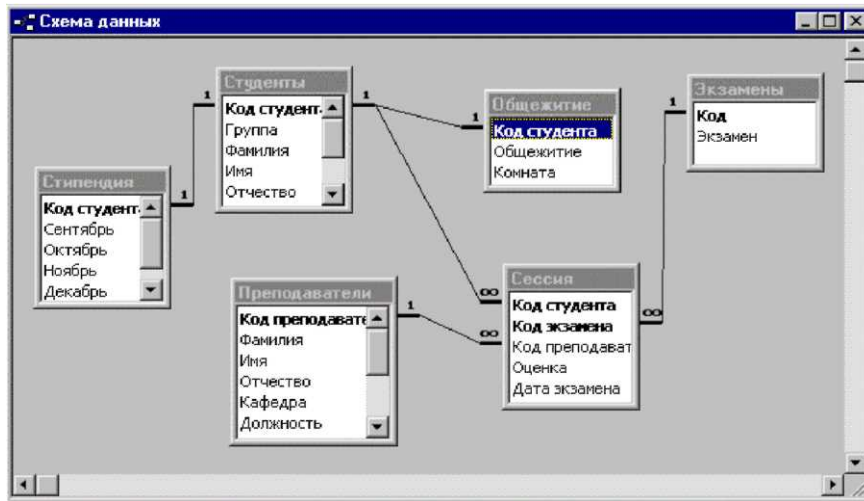 Схема данных
Студенты
Код студент
Группа
Фамилия
Имя
Отчество
1
1
Стипендия
Код студент
Сентябрь
Октябрь
Ноябрь
Декабрь
1
Общежитие
Код студента
Общежитие
Комната
1
Экзамены
Код
Экзамен
1
Преподаватели
Код преподавате
Фамилия
Имя
Отчество
Кафедра
Должность
1
Сессия
Код студента
Код экзамена
Код преподават
Оценка
Дата экзамена
∞
∞
∞